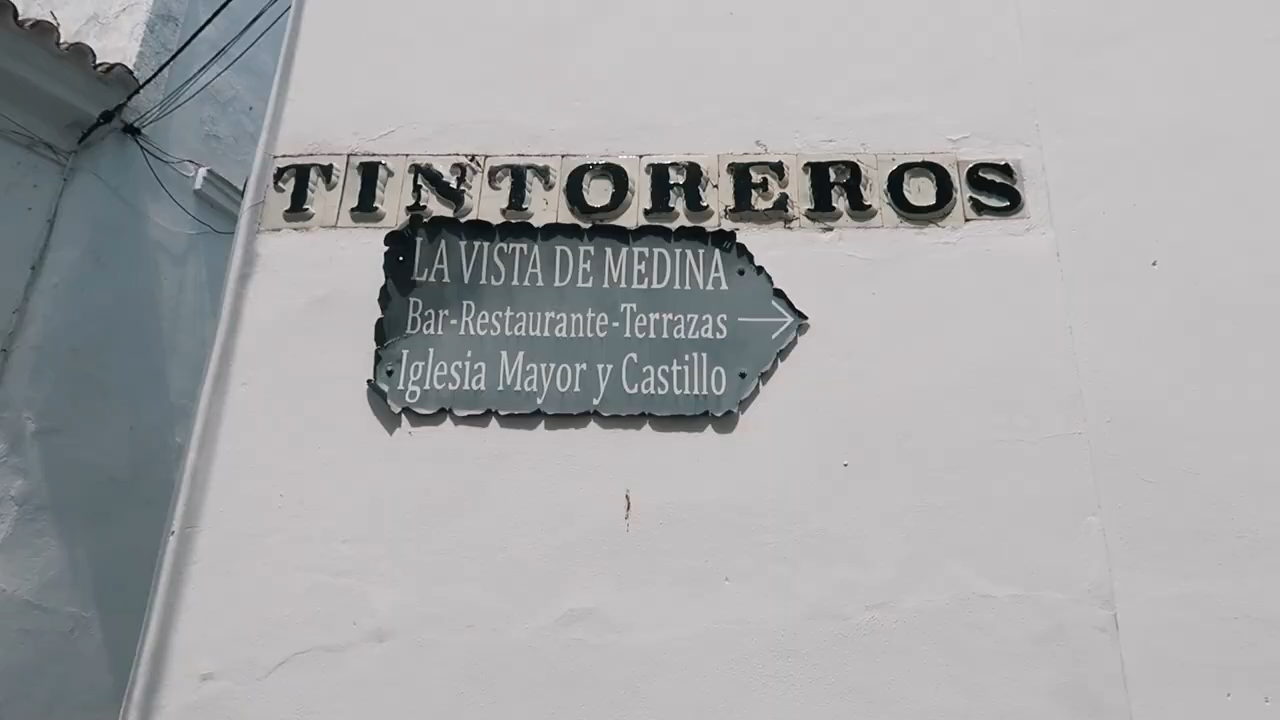 TINTOREROS
LA VISTA DE MEDINA
Bar-Restaurante-Terrazas →
Iglesia Mayor y Castillo